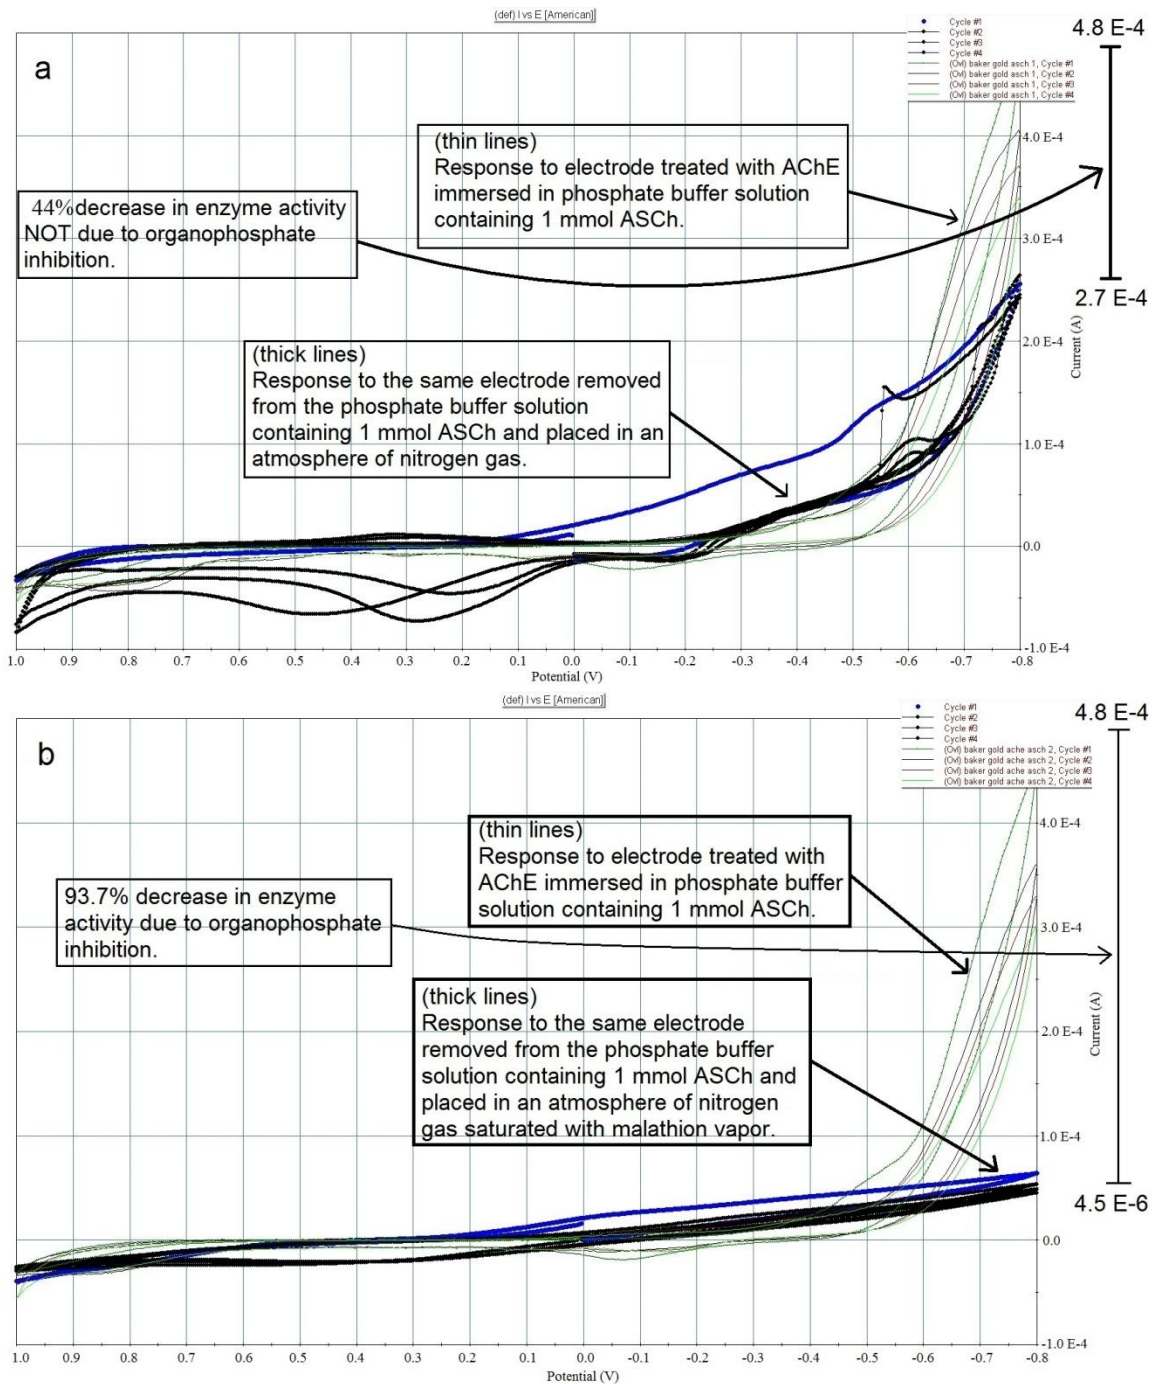 (def) I vs E [American]
a
Cycle #1
Cycle #2
Cycle #3
Cycle #4
(Ovl) baker gold asch 1, Cycle #1
(Ovl) baker gold asch 1, Cycle #2
(Ovl) baker gold asch 1, Cycle #3
(Ovl) baker gold asch 1, Cycle #4
4.8 E-4
(thin lines)
Response to electrode treated with AChE
immersed in phosphate buffer solution
containing 1 mmol ASCh.
44% decrease in enzyme activity
NOT due to organophosphate
inhibition.
(thick lines)
Response to the same electrode removed
from the phosphate buffer solution
containing 1 mmol ASCh and placed in an
atmosphere of nitrogen gas.
2.7 E-4
4.0 E-4
3.0 E-4
2.0 E-4
1.0 E-4
0.0
-1.0 E-4
Current (A)
1.0 0.9 0.8 0.7 0.6 0.5 0.4 0.3 0.2 0.1 0.0 -0.1 -0.2 -0.3 -0.4 -0.5 -0.6 -0.7 -0.8
Potential (V)
(def) I vs E [American]
b
Cycle #1
Cycle #2
Cycle #3
Cycle #4
(Ovl) baker gold ache asch 2, Cycle #1
(Ovl) baker gold ache asch 2, Cycle #2
(Ovl) baker gold ache asch 2, Cycle #3
(Ovl) baker gold ache asch 2, Cycle #4
4.8 E-4
(thin lines)
Response to electrode treated with
AChE immersed in phosphate buffer
solution containing 1 mmol ASCh.
93.7% decrease in enzyme
activity due to organophosphate
inhibition.
(thick lines)
Response to the same electrode
removed from the phosphate buffer
solution containing 1 mmol ASCh and
placed in an atmosphere of nitrogen
gas saturated with malathion vapor.
4.5 E-6
4.0 E-4
3.0 E-4
2.0 E-4
1.0 E-4
0.0
-1.0 E-4
Current (A)
1.0 0.9 0.8 0.7 0.6 0.5 0.4 0.3 0.2 0.1 0.0 -0.1 -0.2 -0.3 -0.4 -0.5 -0.6 -0.7 -0.8
Potential (V)